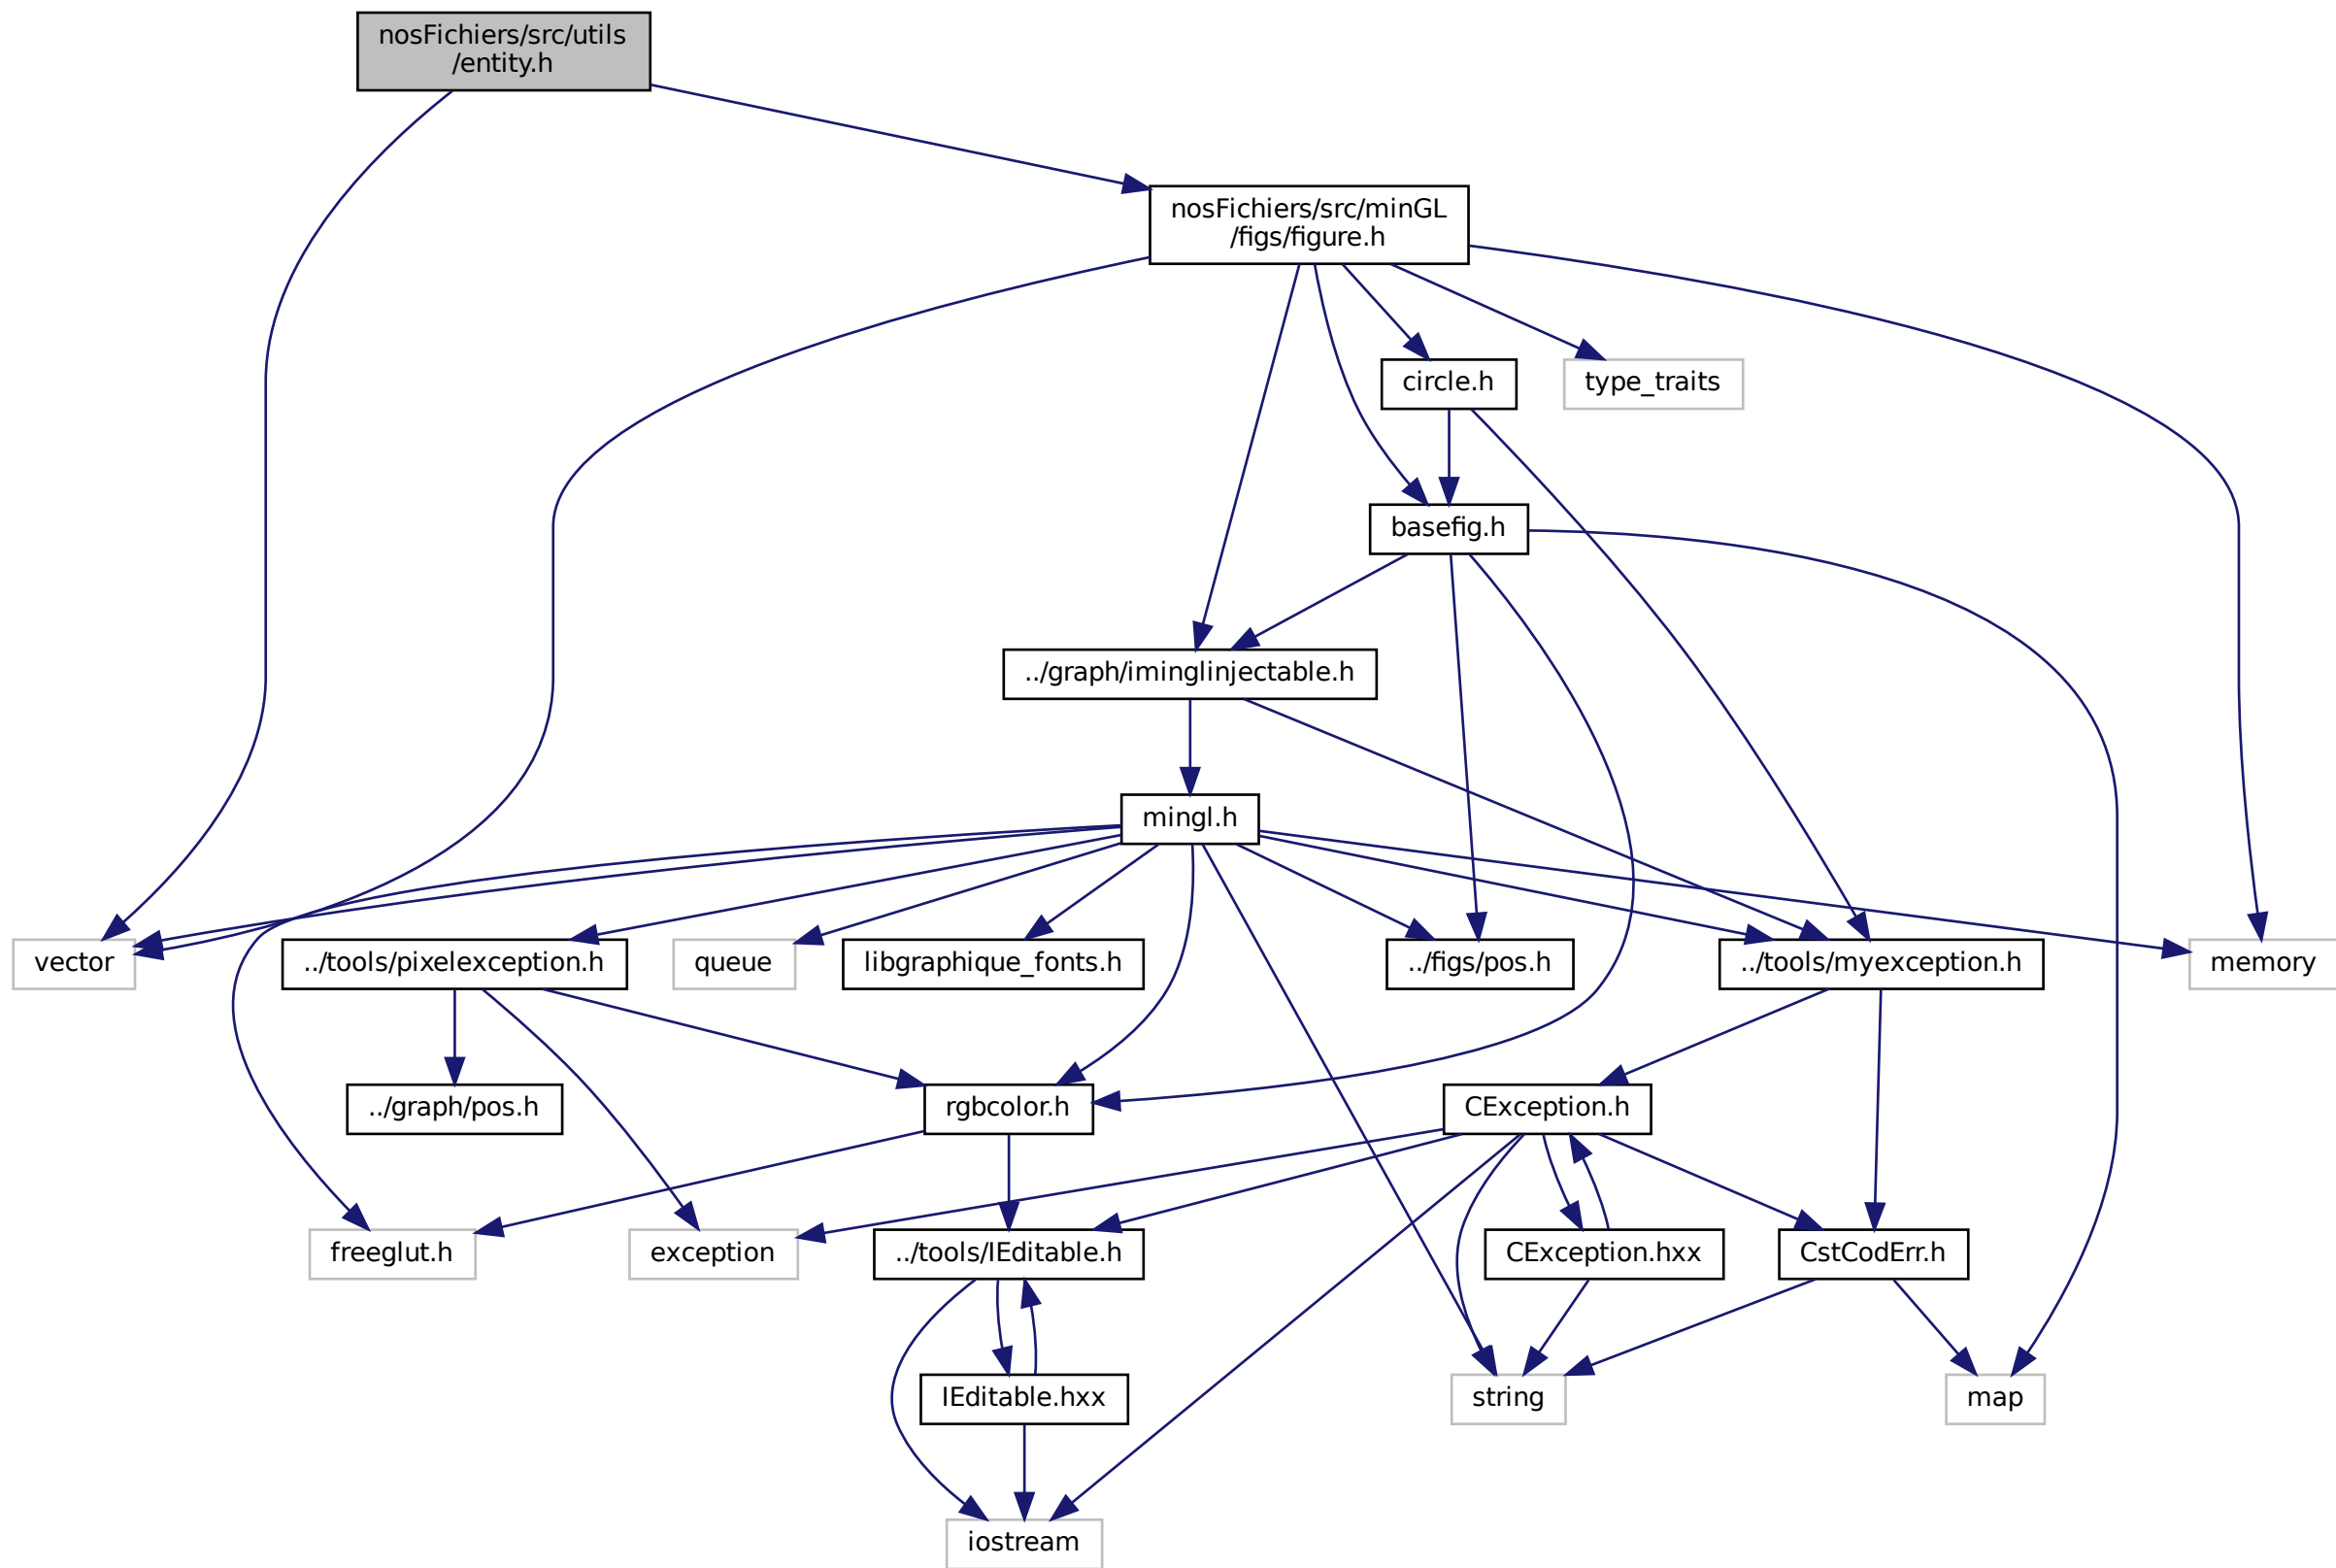 nosFichiers/src/utils
/entity.h
nosFichiers/src/minGL
/figs/figure.h
circle.h
type_traits
basefig.h
../graph/iminglinjectable.h
mingl.h
vector
../tools/pixelexception.h
queue
libgraphique_fonts.h
../figs/pos.h
../tools/myexception.h
memory
../graph/pos.h
rgbcolor.h
CException.h
freeglut.h
exception
../tools/IEditable.h
CException.hxx
CstCodErr.h
IEditable.hxx
string
map
iostream